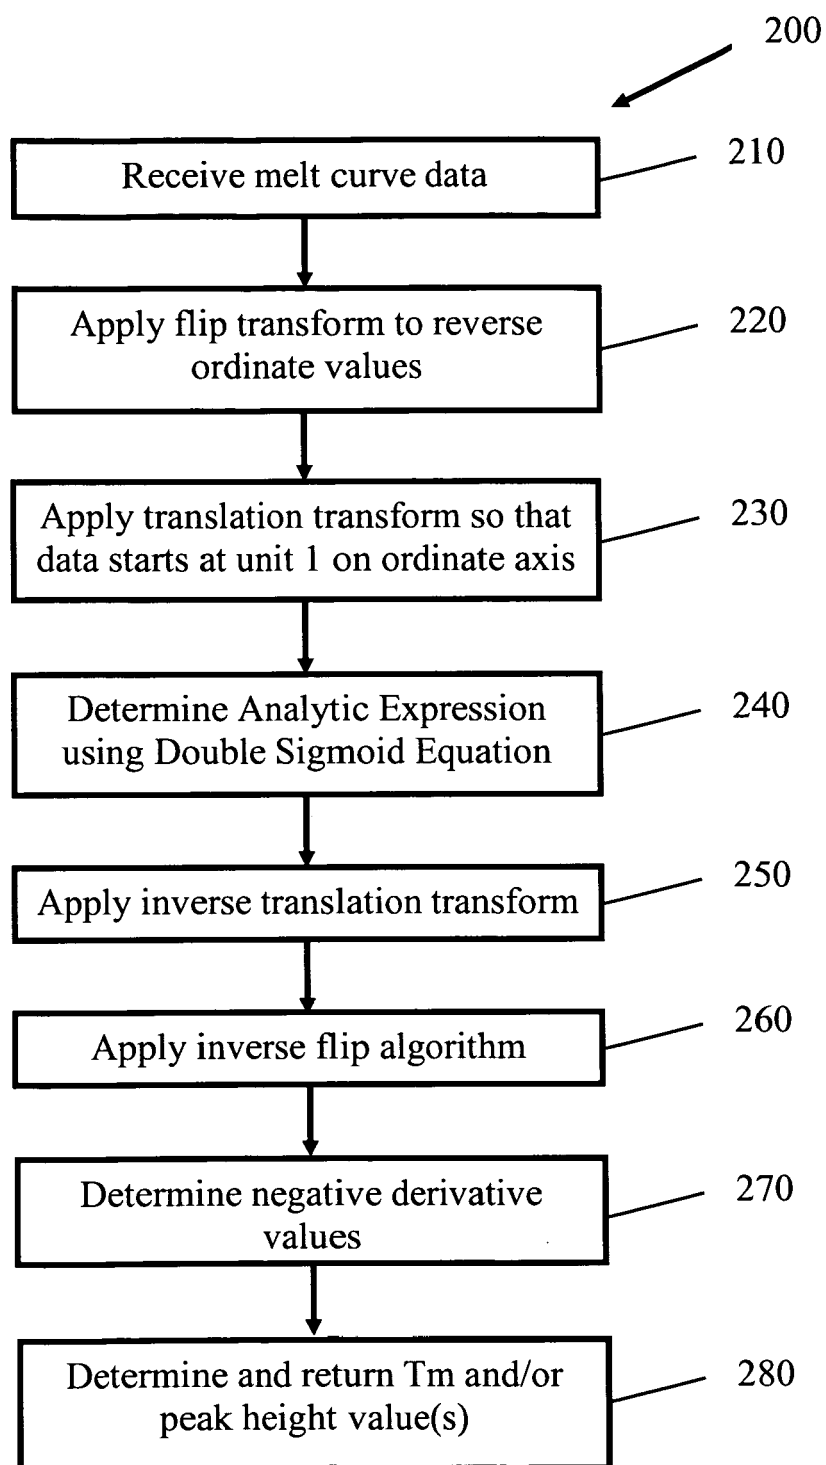 200
Receive melt curve data
210
Apply flip transform to reverse
ordinate values
220
Apply translation transform so that
data starts at unit 1 on ordinate axis
230
Determine Analytic Expression
using Double Sigmoid Equation
240
Apply inverse translation transform
250
Apply inverse flip algorithm
260
Determine negative derivative
values
270
Determine and return Tm and/or
peak height value(s)
280